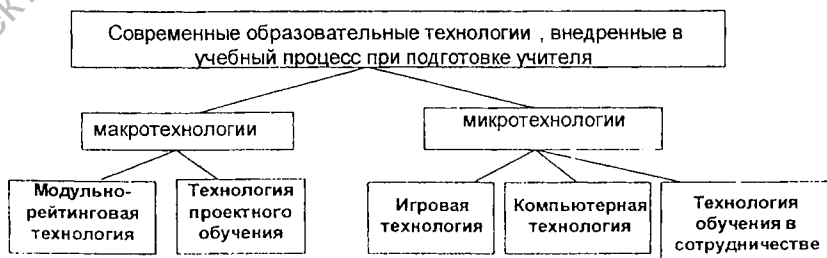 Современные образовательные технологии , внедренные в
учебный процесс при подготовке учителя
макротехнологии
микротехнологии
Модульно-
рейтинговая
технология
Технология
проектного
обучения
Игровая
технология
Компьютерная
технология
Технология
обучения в
сотрудничестве